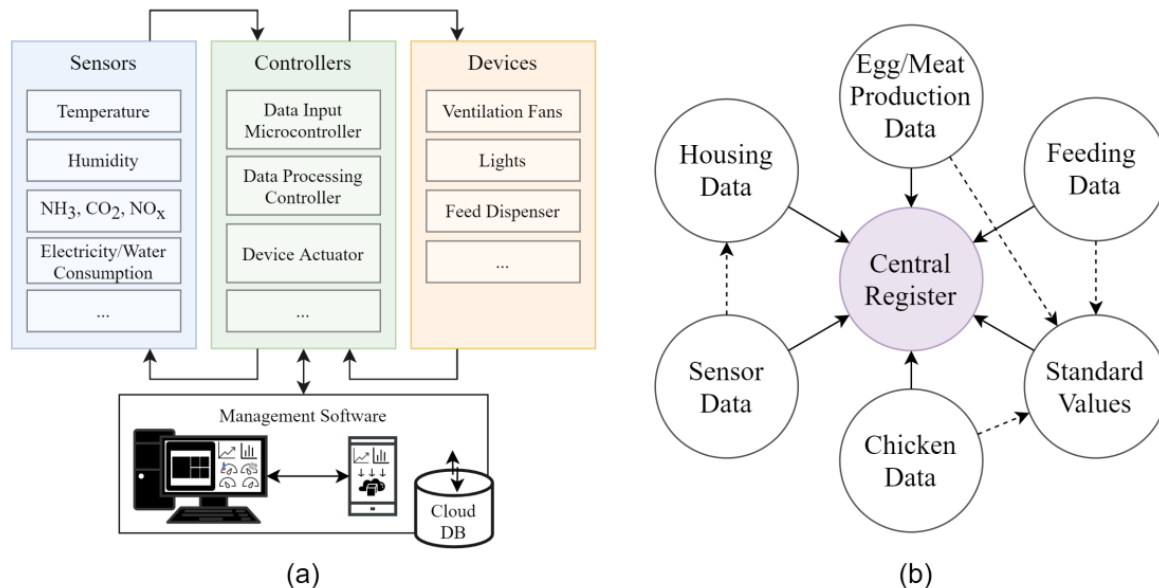 Sensors
Temperature
Humidity
NH3, CO2, NOx
Electricity/Water
Consumption
...
Controllers
Data Input
Microcontroller
Data Processing
Controller
Device Actuator
...
Devices
Ventilation Fans
Lights
Feed Dispenser
...
Management Software
Cloud
DB
(a)
Egg/Meat
Production
Data
Housing
Data
Feeding
Data
Central
Register
Sensor
Data
Standard
Values
Chicken
Data
(b)